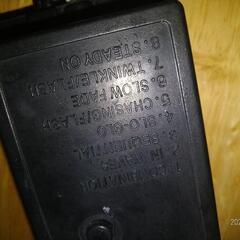 1. COMBINATION
2. IN WAVES
3. SEQUENTIAL
4. SLO-GLO
5. CHASING/FLASH
6. SLOW FADE
7. TWINKLE/FLASH
8. STEADY ON
202